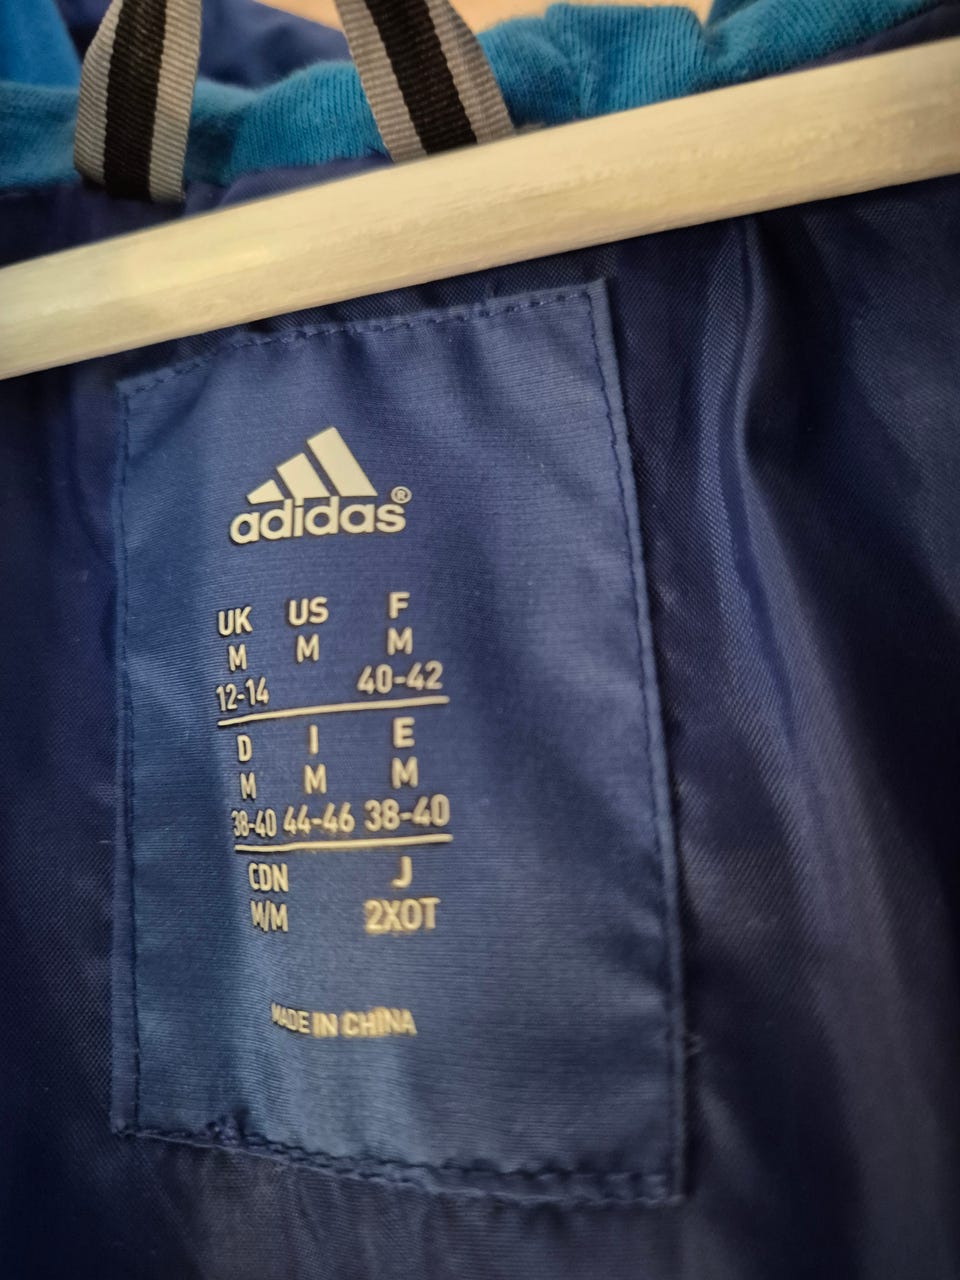 adidas®
UK US F
M M M
12-14 40-42
D I E
M M M
38-40 44-46 38-40
CDN J
M/M 2XOT
MADE IN CHINA